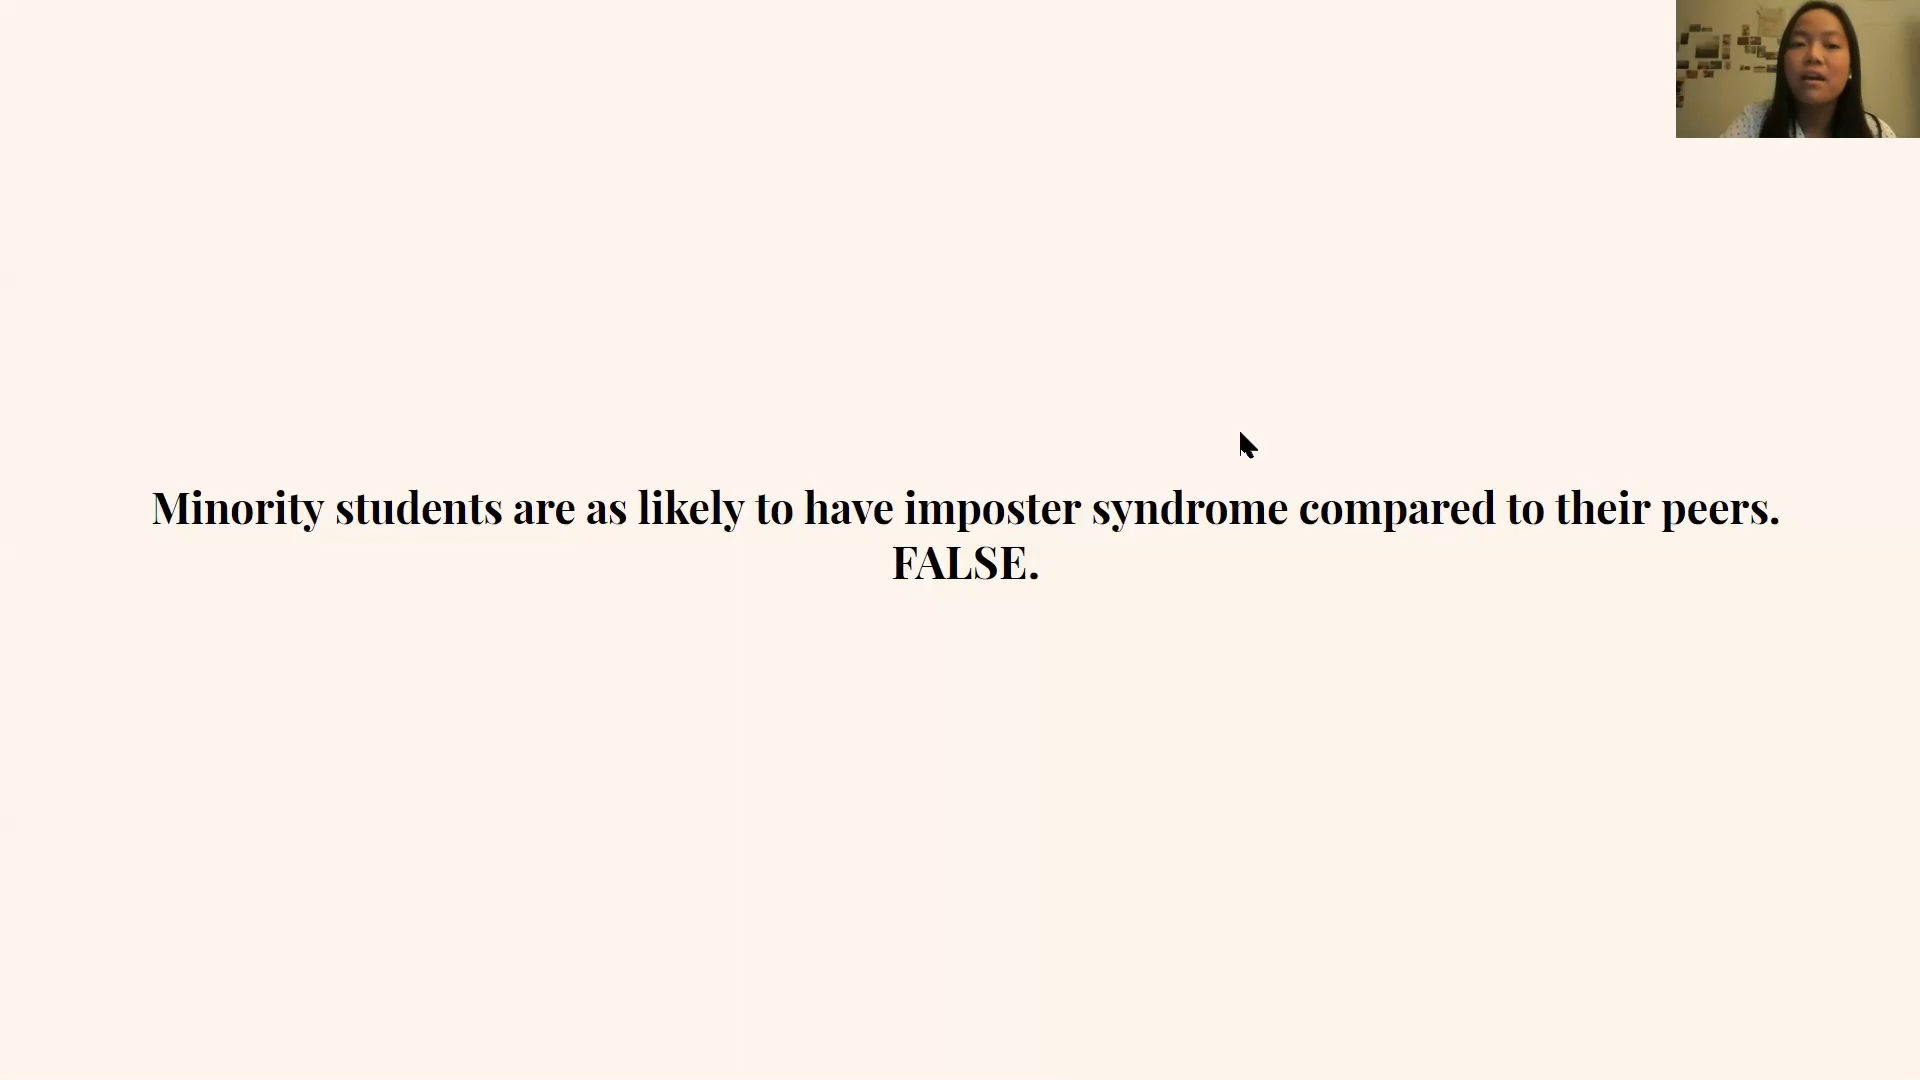 Minority students are as likely to have imposter syndrome compared to their peers.
FALSE.